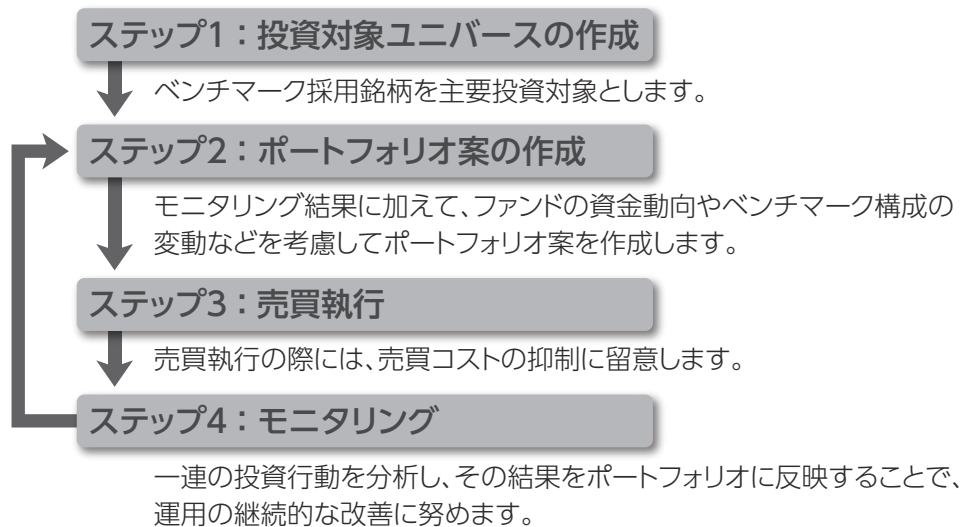 ステップ1：投資対象ユニバースの作成
ベンチマーク採用銘柄を主要投資対象とします。
ステップ2：ポートフォリオ案の作成
モニタリング結果に加えて、ファンドの資金動向やベンチマーク構成の
変動などを考慮してポートフォリオ案を作成します。
ステップ3：売買執行
売買執行の際には、売買コストの抑制に留意します。
ステップ4：モニタリング
一連の投資行動を分析し、その結果をポートフォリオに反映することで、
運用の継続的な改善に努めます。